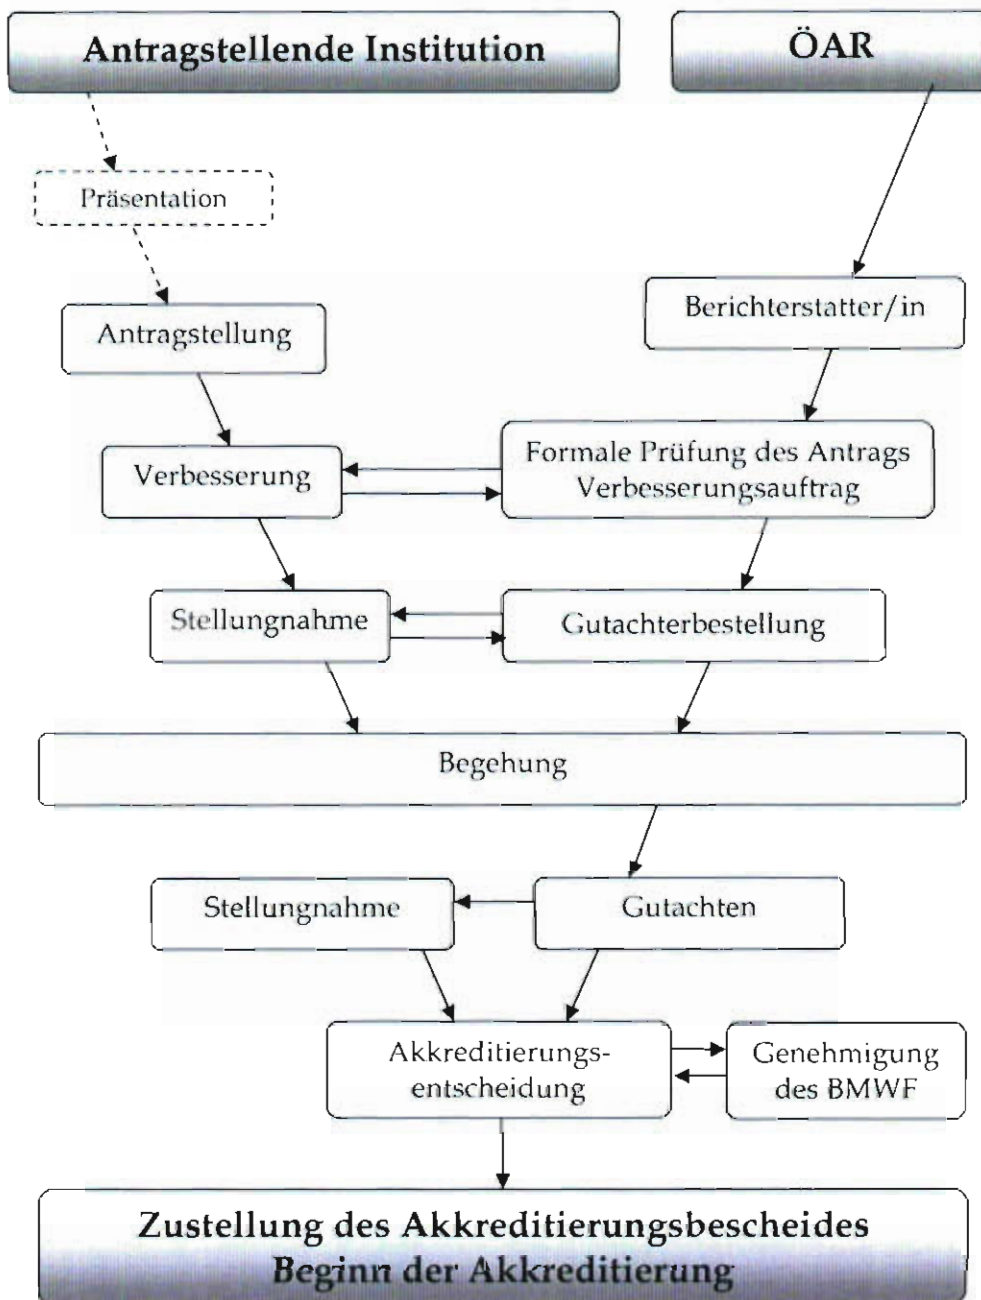 Antragstellende Institution
ÖAR
Präsentation
Berichterstatter/in
Antragstellung
Formale Prüfung des Antrags
Verbesserungsauftrag
Verbesserung
Stellungnahme
Gutachterbestellung
Begehung
Stellungnahme
Gutachten
Akkreditierungs-
entscheidung
Genehmigung
des BMWF
Zustellung des Akkreditierungsbescheides
Beginn der Akkreditierung